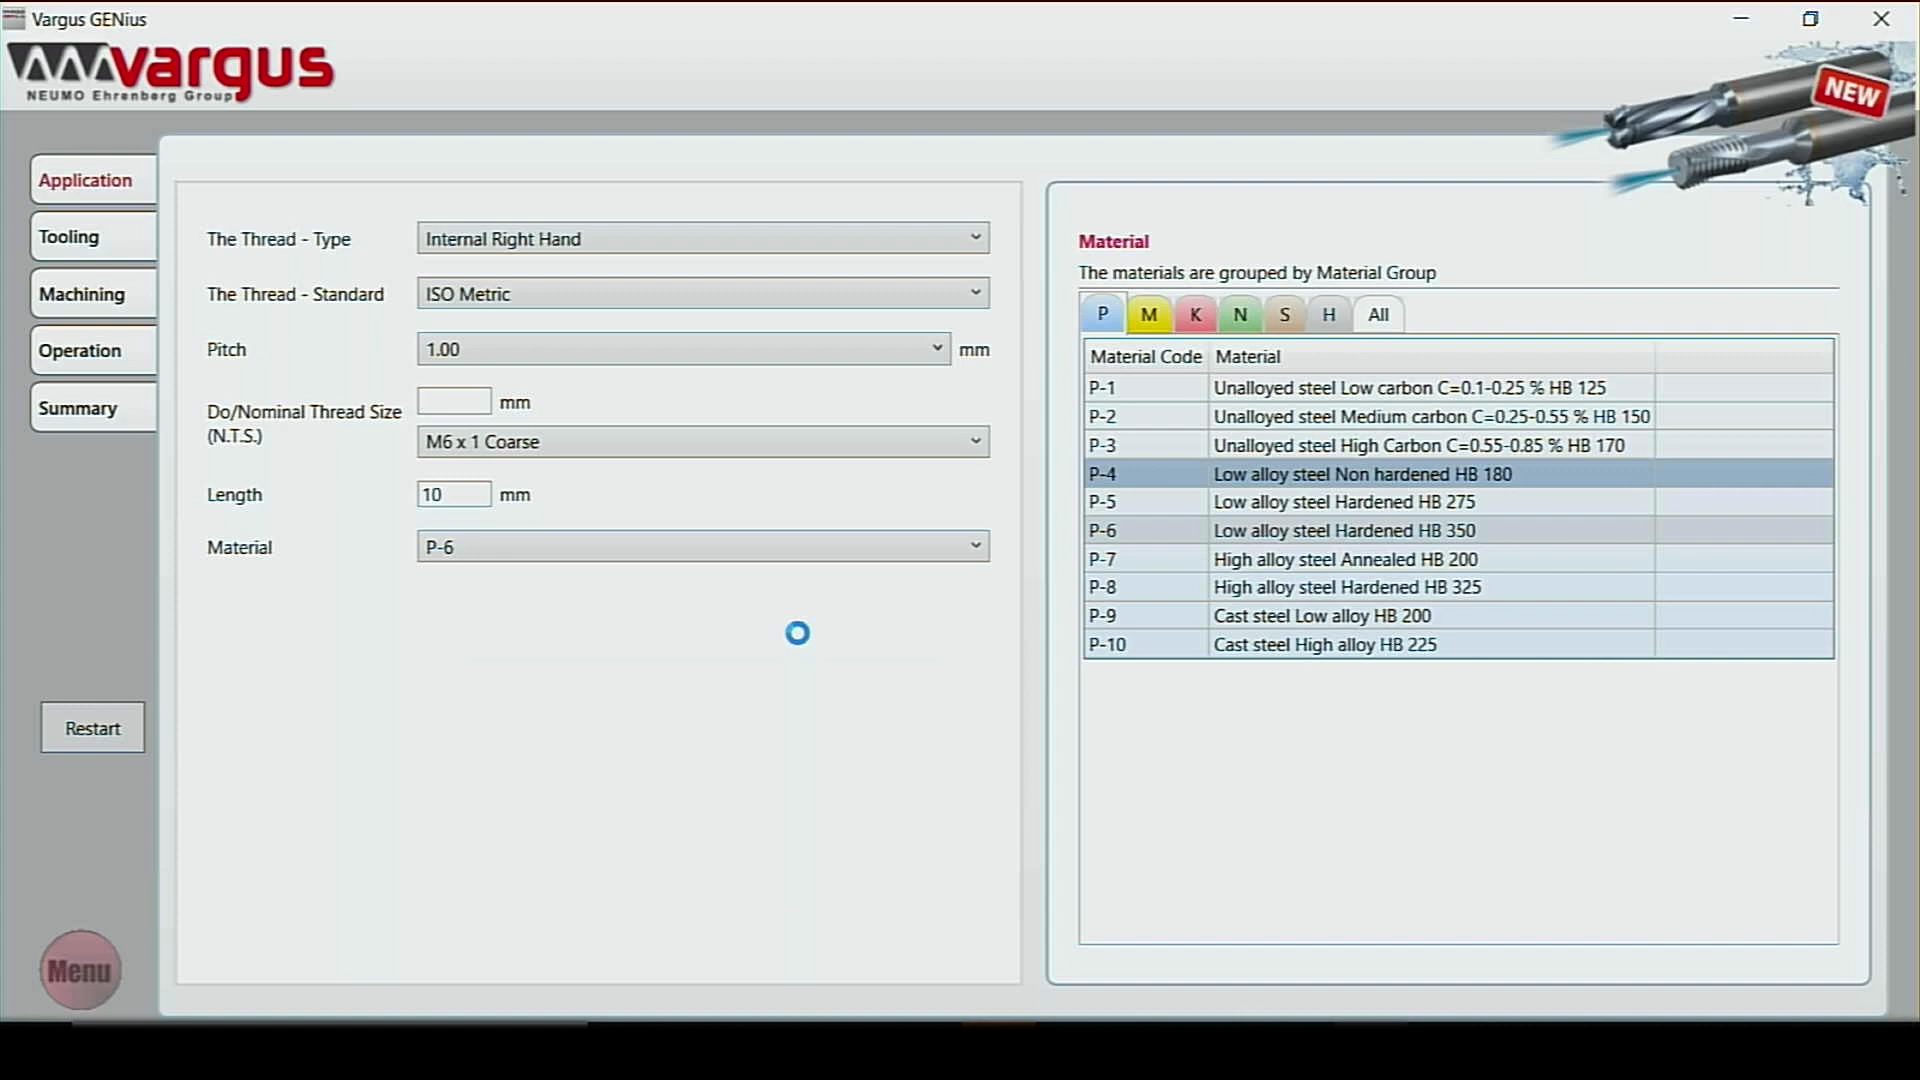 Vargus GENius
vargus
NEUMO Ehrenberg Group
NEW
Application
Tooling
Machining
Operation
Summary
Restart
Menu
The Thread - Type
Internal Right Hand
The Thread - Standard
ISO Metric
Pitch
1.00
mm
Do/Nominal Thread Size
(N.T.S.)
mm
M6 x 1 Coarse
Length
10
mm
Material
P-6
Material
The materials are grouped by Material Group
P M K N S H All
Material Code Material
P-1 Unalloyed steel Low carbon C=0.1-0.25 % HB 125
P-2 Unalloyed steel Medium carbon C=0.25-0.55 % HB 150
P-3 Unalloyed steel High Carbon C=0.55-0.85 % HB 170
P-4 Low alloy steel Non hardened HB 180
P-5 Low alloy steel Hardened HB 275
P-6 Low alloy steel Hardened HB 350
P-7 High alloy steel Annealed HB 200
P-8 High alloy steel Hardened HB 325
P-9 Cast steel Low alloy HB 200
P-10 Cast steel High alloy HB 225